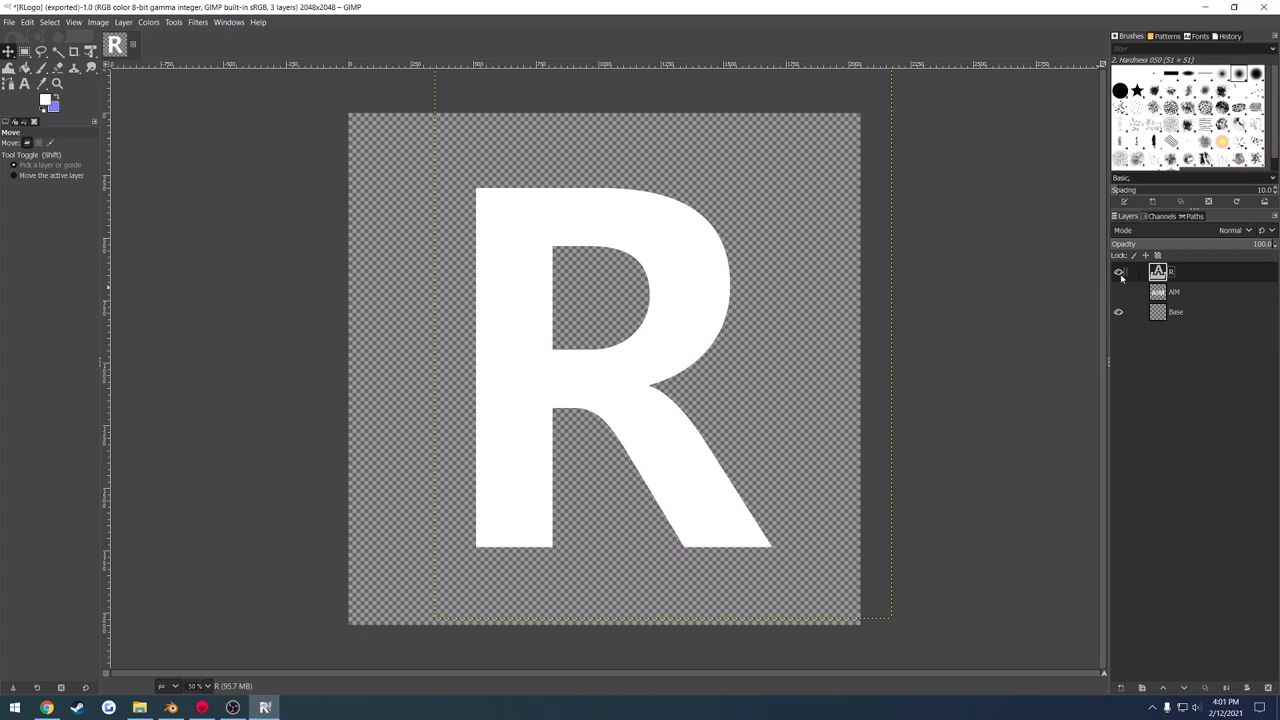 *[RLogo] (exported)-1.0 (RGB color 8-bit gamma integer, GIMP built-in sRGB, 3 layers) 2048x2048 – GIMP
File Edit Select View Image Layer Colors Tools Filters Windows Help
R
Move
Move:
Tool Toggle (Shift)
Pick a layer or guide
Move the active layer
R
Brushes Patterns Fonts History
filter
2. Hardness 050 (51 × 51)
Basic,
Spacing 10.0
Layers Channels Paths
Mode Normal
Opacity 100.0
Lock:
R
AIM
Base
px 50 % R (95.7 MB)
4:01 PM
2/12/2021